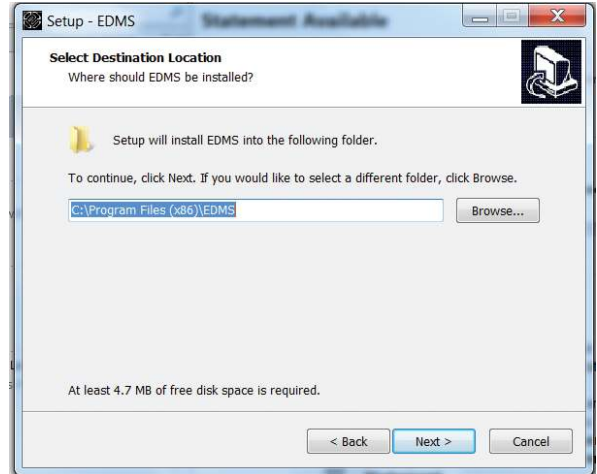 Setup - EDMS
Statement Available
Select Destination Location
Where should EDMS be installed?
Setup will install EDMS into the following folder.
To continue, click Next. If you would like to select a different folder, click Browse.
C:\Program Files (x86)\EDMS
Browse...
At least 4.7 MB of free disk space is required.
< Back
Next >
Cancel